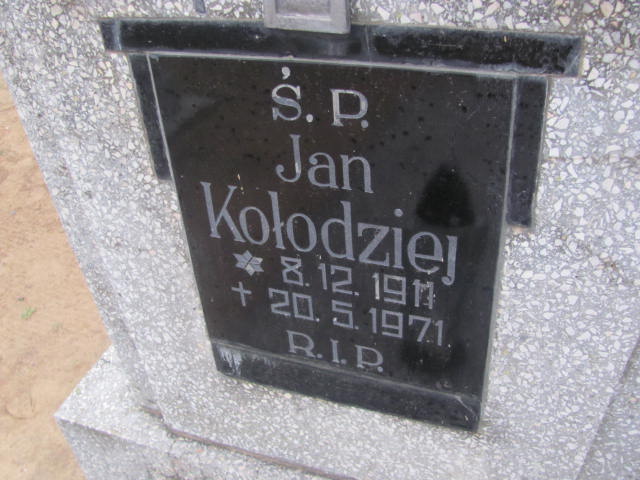 Ś. P.
Jan
Kołodziej
* 8. 12. 1911
+ 20. 5. 1971
R. I. P.